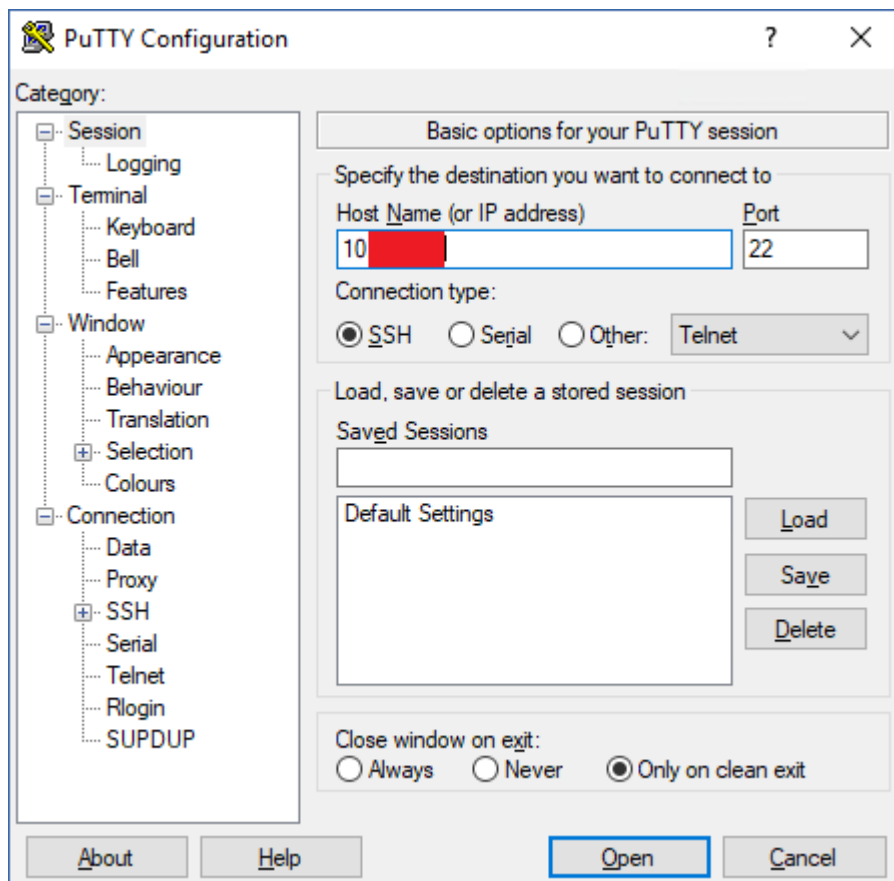 PuTTY Configuration
?
Category:
Session
Logging
Terminal
Keyboard
Bell
Features
Window
Appearance
Behaviour
Translation
Selection
Colours
Connection
Data
Proxy
SSH
Serial
Telnet
Rlogin
SUPDUP
Basic options for your PuTTY session
Specify the destination you want to connect to
Host Name (or IP address) Port
10 22
Connection type:
SSH Serial Other: Telnet
Load, save or delete a stored session
Saved Sessions
Default Settings
Load
Save
Delete
Close window on exit:
Always Never Only on clean exit
About Help Open Cancel